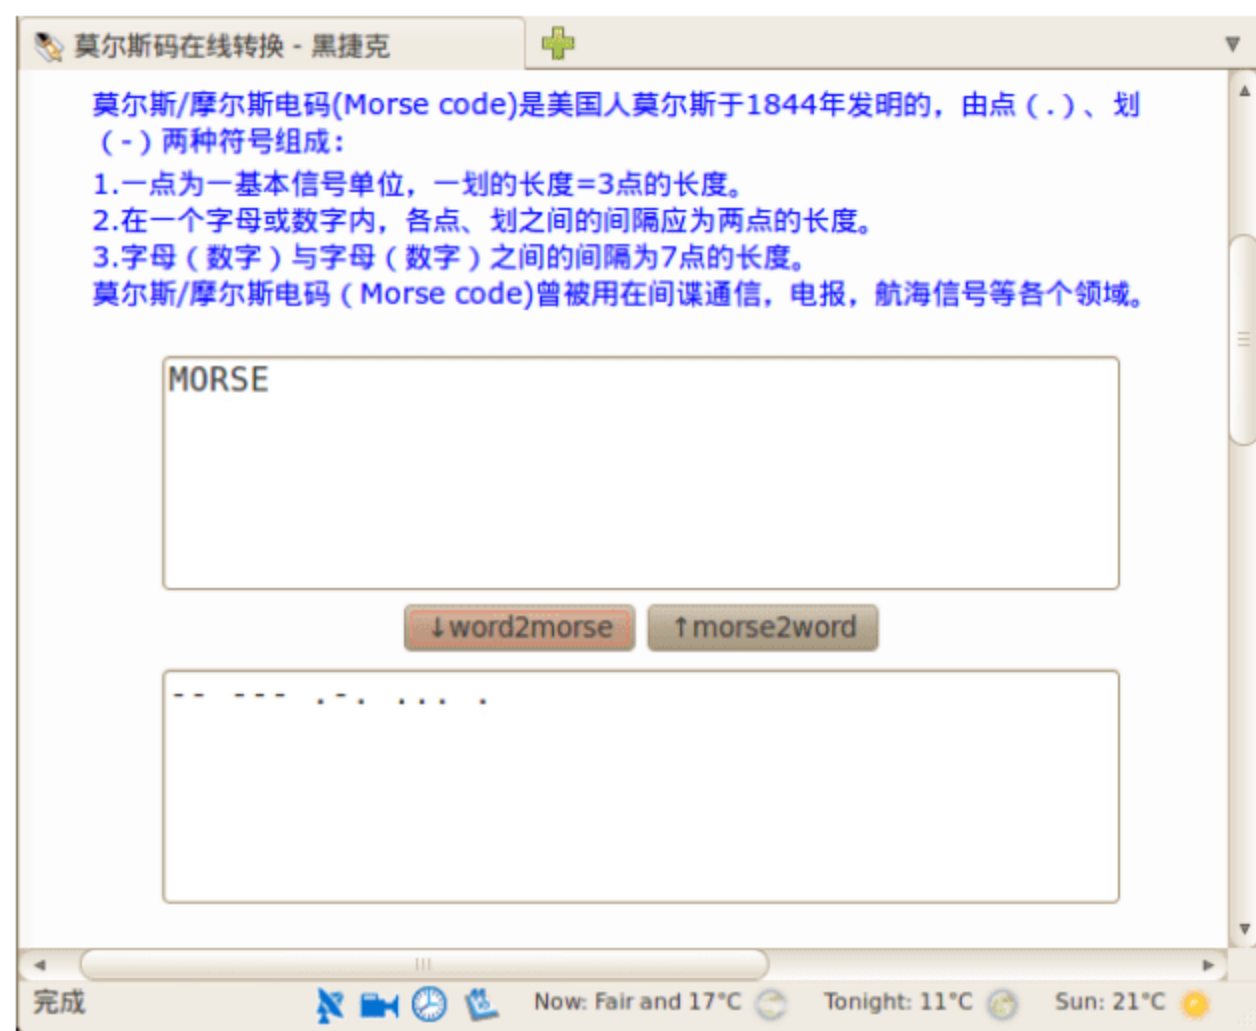 莫尔斯码在线转换 - 黑捷克
莫尔斯/摩尔斯电码(Morse code)是美国人莫尔斯于1844年发明的，由点（.）、划
（-）两种符号组成：
1.一点为一基本信号单位，一划的长度=3点的长度。
2.在一个字母或数字内，各点、划之间的间隔应为两点的长度。
3.字母（数字）与字母（数字）之间的间隔为7点的长度。
莫尔斯/摩尔斯电码（Morse code)曾被用在间谍通信，电报，航海信号等各个领域。
MORSE
↓word2morse ↑morse2word
-- --- .-. ... .
完成 Now: Fair and 17°C Tonight: 11°C Sun: 21°C